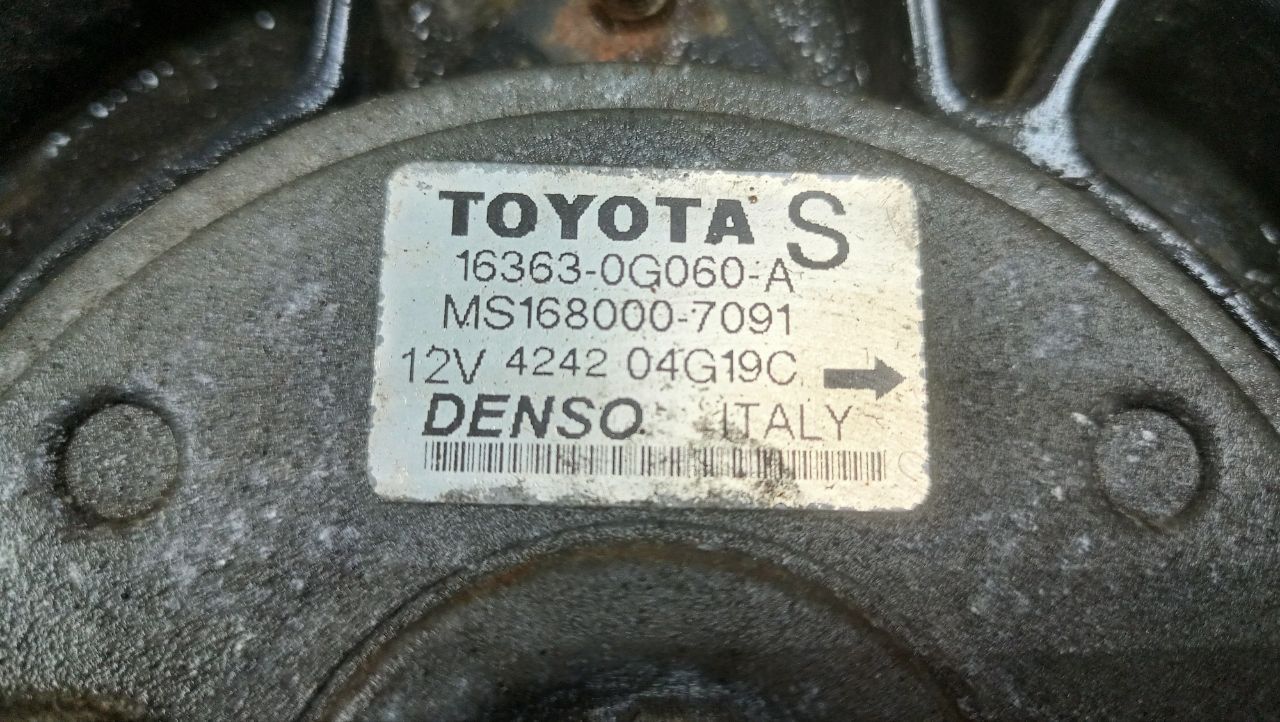 TOYOTA S
16363-0G060-A
MS168000-7091
12V 4242 04G19C
DENSO ITALY